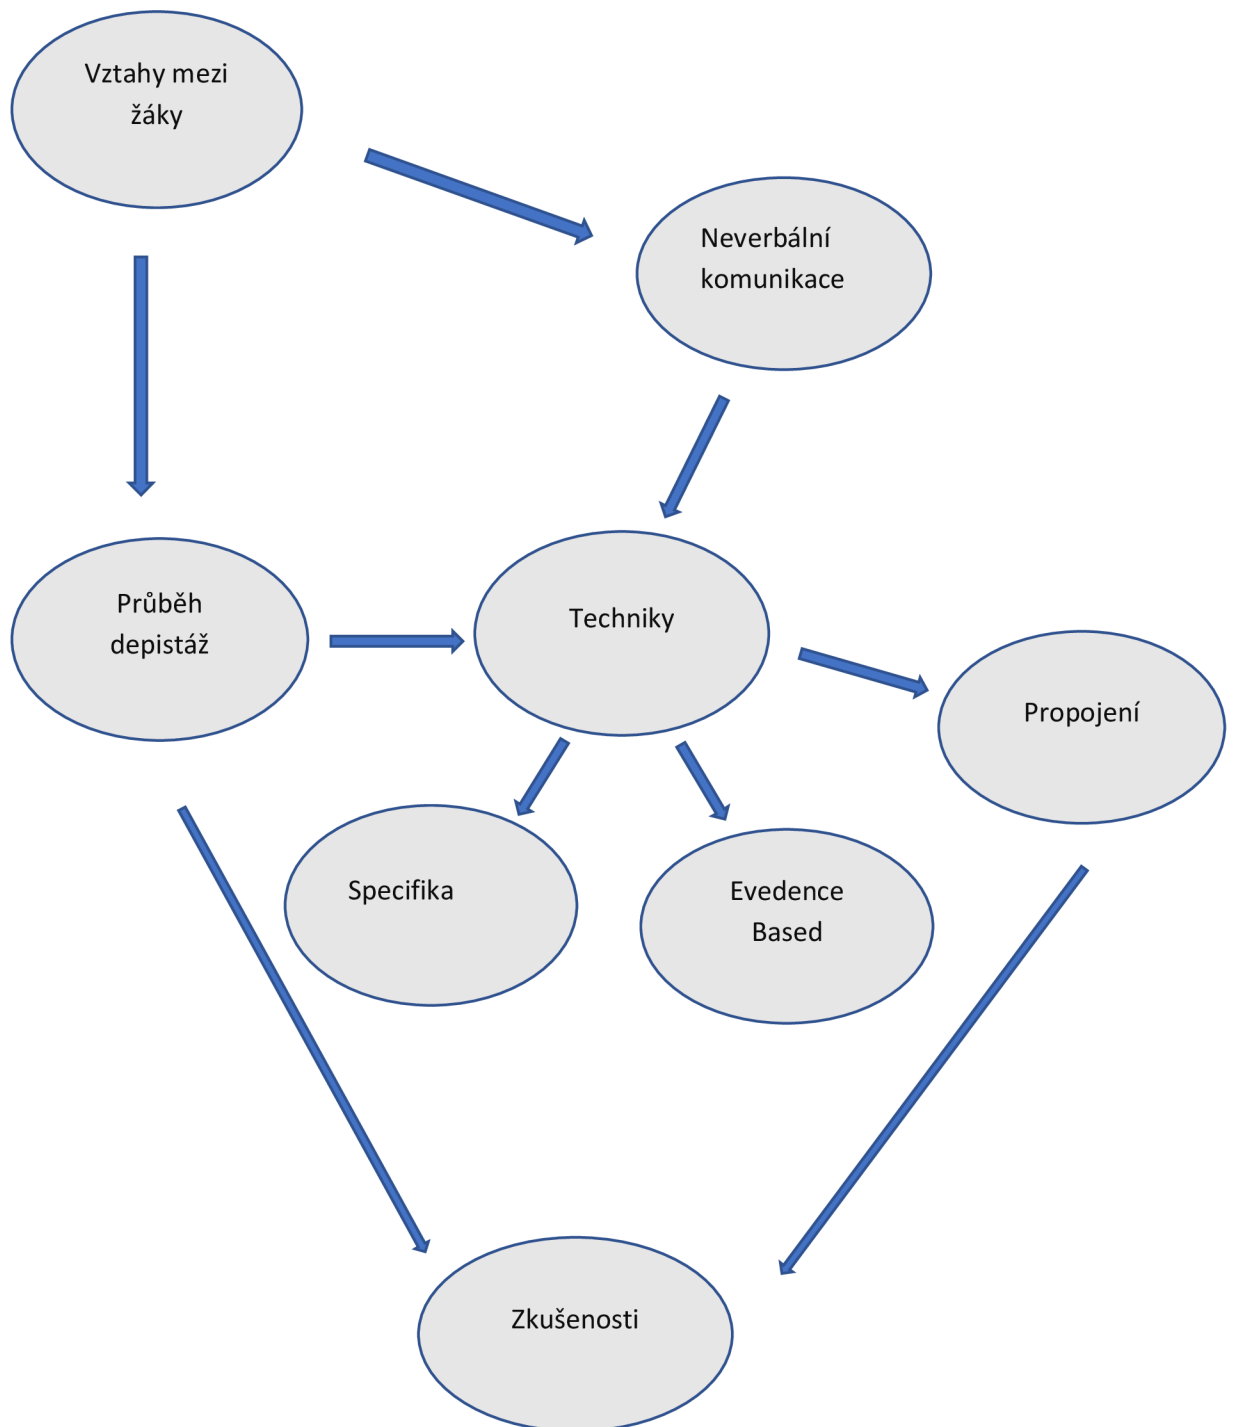 Vztahy mezi
žáky
Neverbální
komunikace
Průběh
depistáž
Techniky
Propojení
Specifika
Evedence
Based
Zkušenosti